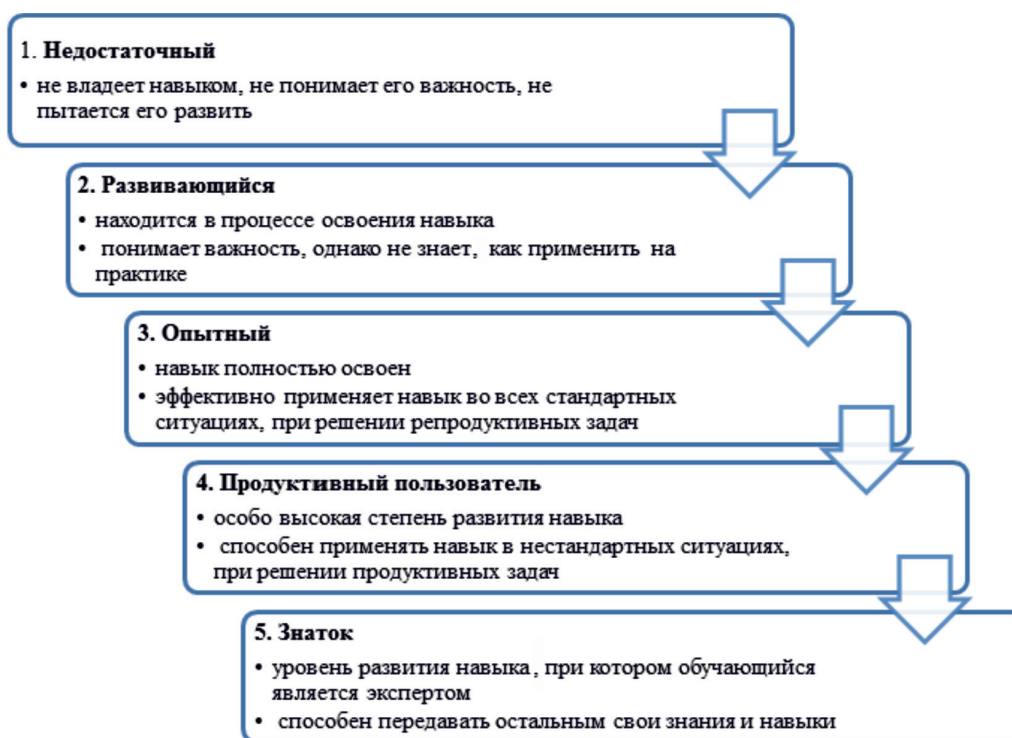 1. Недостаточный
• не владеет навыком, не понимает его важность, не
пытается его развить
2. Развивающийся
• находится в процессе освоения навыка
• понимает важность, однако не знает, как применить на
практике
3. Опытный
• навык полностью освоен
• эффективно применяет навык во всех стандартных
ситуациях, при решении репродуктивных задач
4. Продуктивный пользователь
• особо высокая степень развития навыка
• способен применять навык в нестандартных ситуациях,
при решении продуктивных задач
5. Знаток
• уровень развития навыка , при котором обучающийся
является экспертом
• способен передавать остальным свои знания и навыки